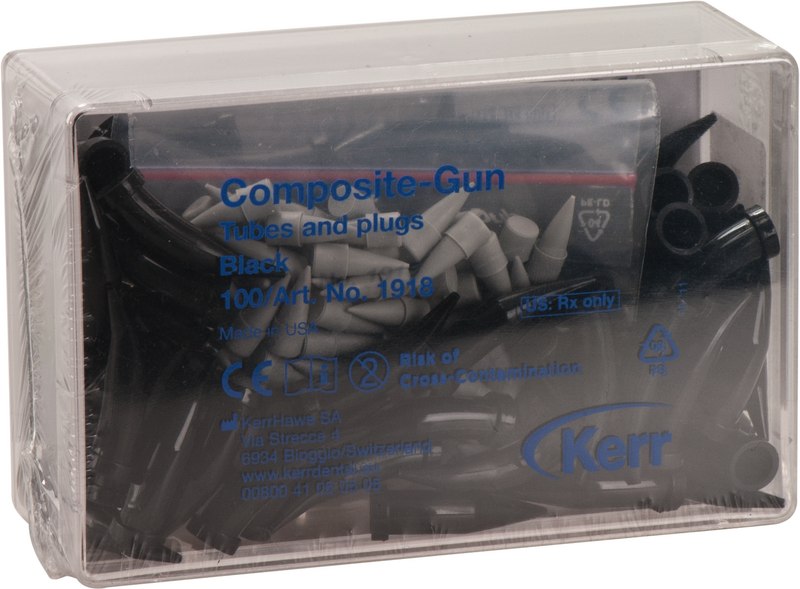 Composite-Gun
Tubes and plugs
Black
100/Art. No. 1918
Made in USA
US: Rx only
CE
2
Risk of
Cross-Contamination
KerrHawe SA
Via Strecce 4
6934 Bioggio/Switzerland
www.kerrdental.eu
00800 41 05 05 05
PS
Kerr